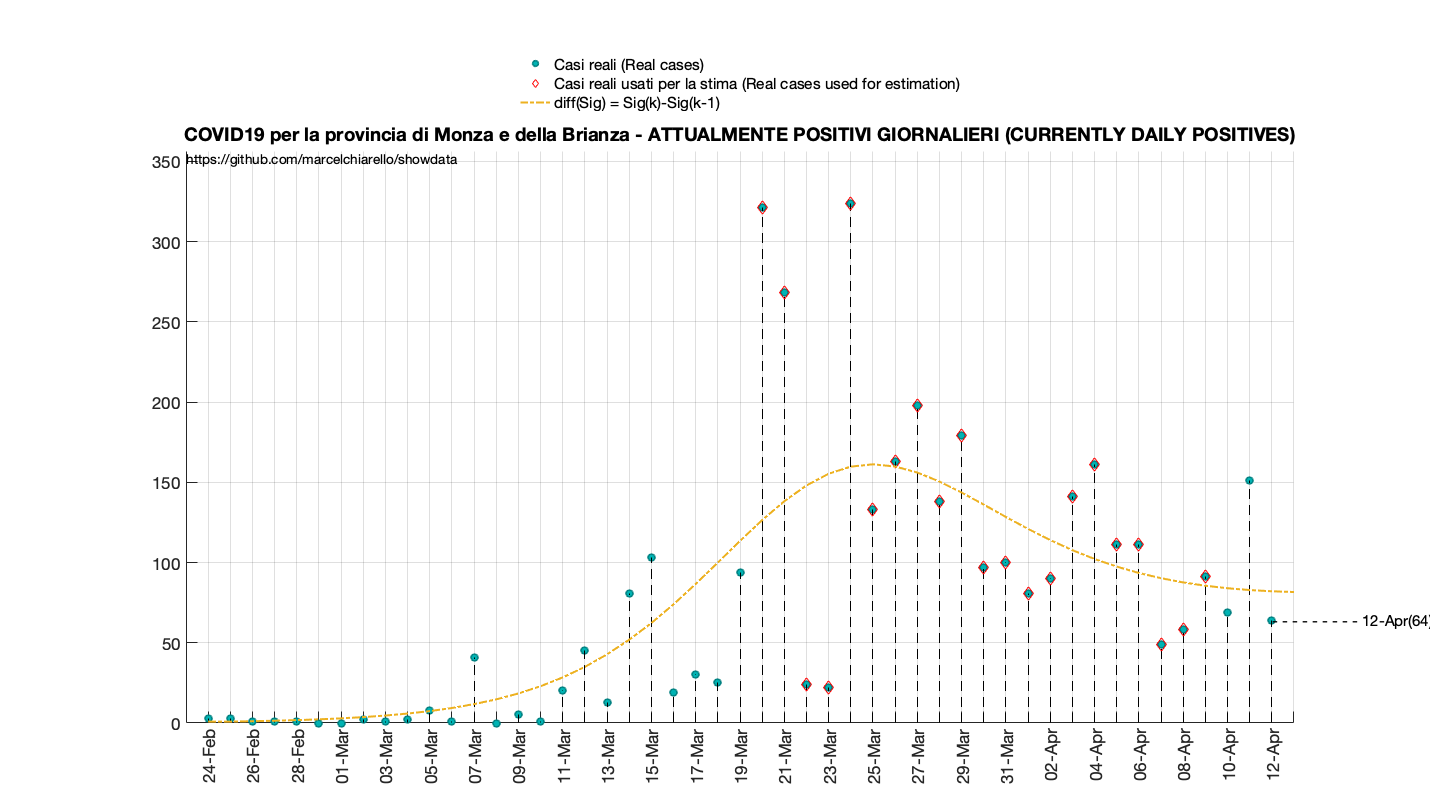 Casi reali (Real cases)
Casi reali usati per la stima (Real cases used for estimation)
diff(Sig) = Sig(k)-Sig(k-1)
COVID19 per la provincia di Monza e della Brianza - ATTUALMENTE POSITIVI GIORNALIERI (CURRENTLY DAILY POSITIVES)
https://github.com/marcelchiarello/showdata
350
300
250
200
150
100
50
0
12-Apr(64)
24-Feb
26-Feb
28-Feb
01-Mar
03-Mar
05-Mar
07-Mar
09-Mar
11-Mar
13-Mar
15-Mar
17-Mar
19-Mar
21-Mar
23-Mar
25-Mar
27-Mar
29-Mar
31-Mar
02-Apr
04-Apr
06-Apr
08-Apr
10-Apr
12-Apr